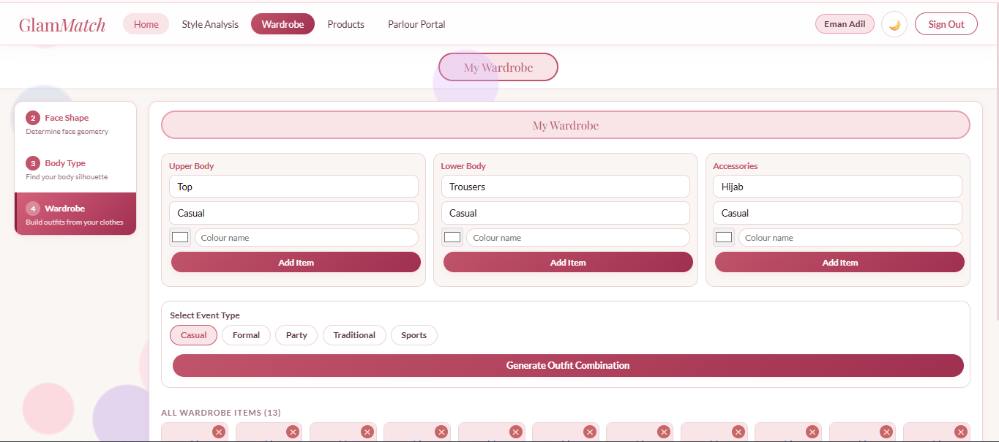 GlamMatch Home Style Analysis Wardrobe Products Parlour Portal Eman Adil Sign Out
My Wardrobe
2 Face Shape
Determine face geometry
3 Body Type
Find your body silhouette
4 Wardrobe
Build outfits from your clothes
My Wardrobe
Upper Body
Top
Casual
Colour name
Add Item
Lower Body
Trousers
Casual
Colour name
Add Item
Accessories
Hijab
Casual
Colour name
Add Item
Select Event Type
Casual Formal Party Traditional Sports
Generate Outfit Combination
ALL WARDROBE ITEMS (13)